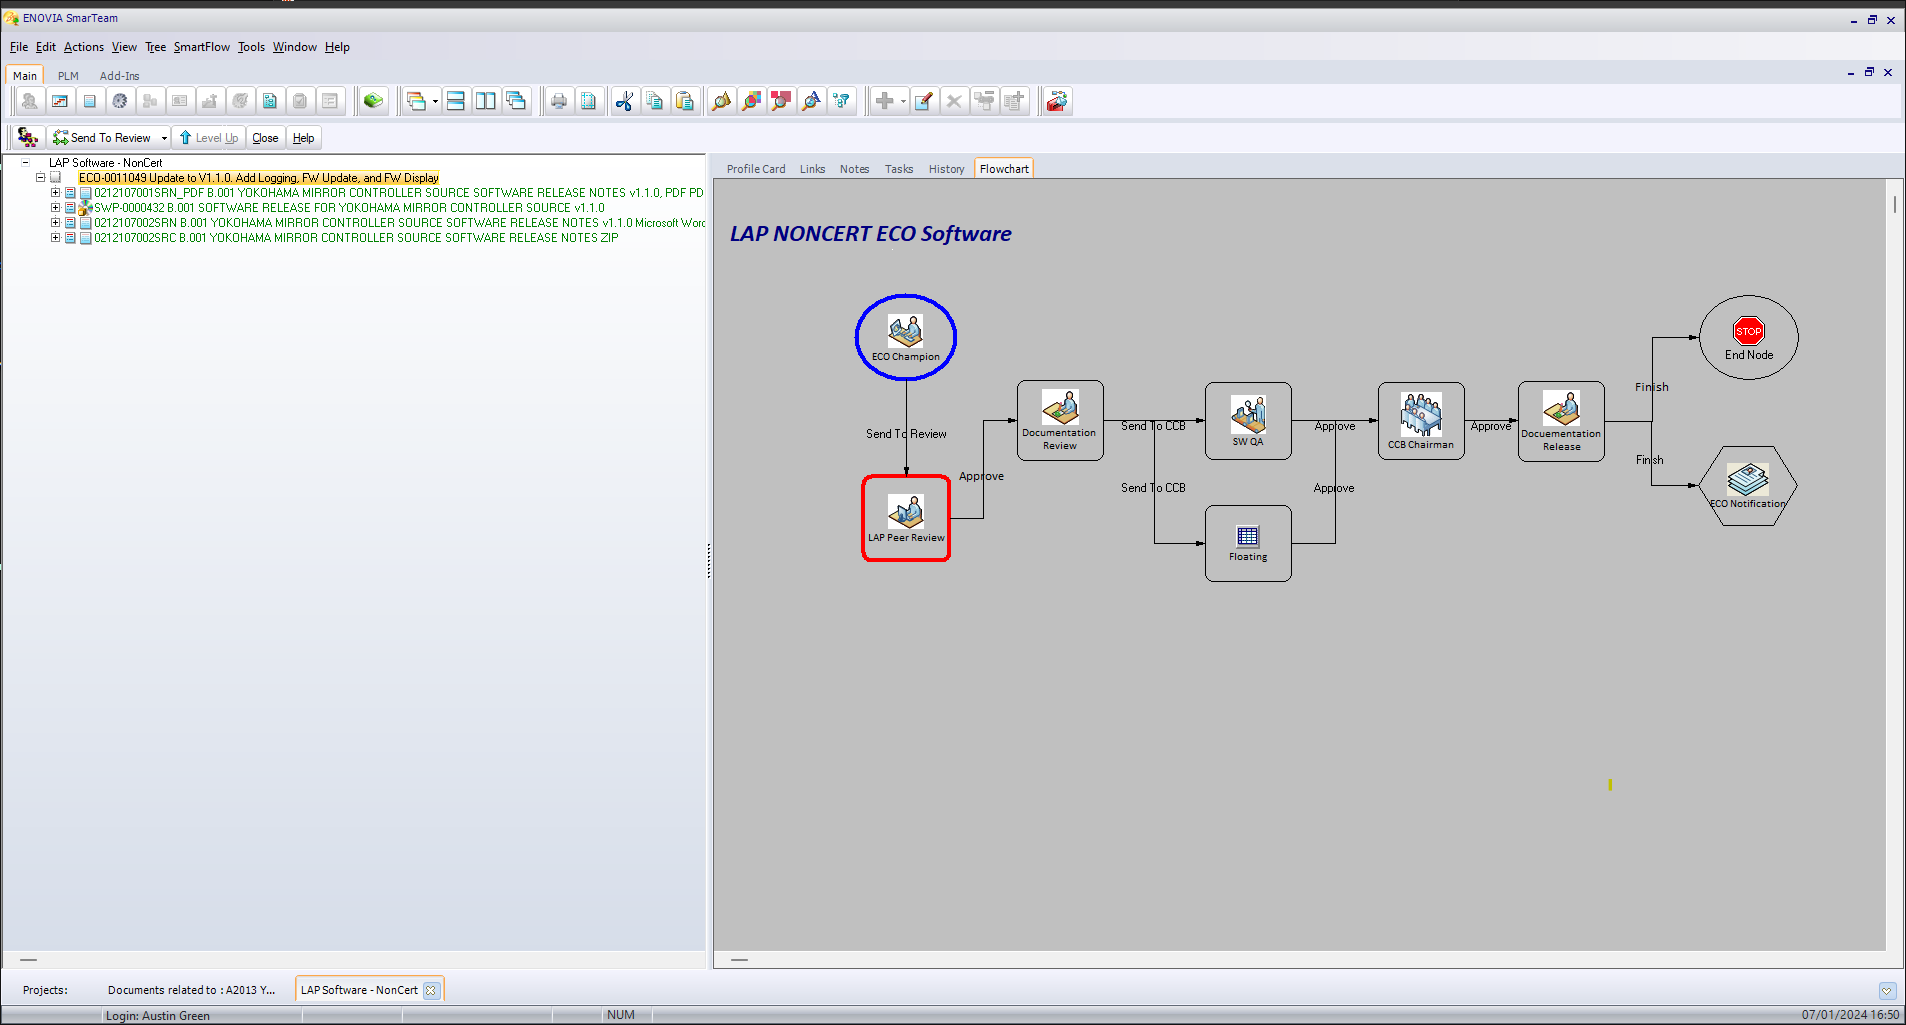 ENOVIA SmarTeam
File Edit Actions View Tree SmartFlow Tools Window Help
Main PLM Add-Ins
Send To Review Level Up Close Help
LAP Software - NonCert
ECO-0011049 Update to V1.1.0. Add Logging, FW Update, and FW Display
0212107001SRN_PDF B.001 YOKOHAMA MIRROR CONTROLLER SOURCE SOFTWARE RELEASE NOTES v1.1.0, PDF PD
SWP-0000432 B.001 SOFTWARE RELEASE FOR YOKOHAMA MIRROR CONTROLLER SOURCE v1.1.0
0212107002SRN B.001 YOKOHAMA MIRROR CONTROLLER SOURCE SOFTWARE RELEASE NOTES v1.1.0 Microsoft Word
0212107002SRC B.001 YOKOHAMA MIRROR CONTROLLER SOURCE SOFTWARE RELEASE NOTES ZIP
Profile Card Links Notes Tasks History Flowchart
LAP NONCERT ECO Software
ECO Champion
Send To Review
LAP Peer Review
Approve
Documentation
Review
Send To CCB
Send To CCB
SW QA
Floating
Approve
Approve
CCB Chairman
Approve
Docuementation
Release
Finish
Finish
STOP
End Node
ECO Notification
Projects: Documents related to : A2013 Y... LAP Software - NonCert
Login: Austin Green NUM 07/01/2024 16:50